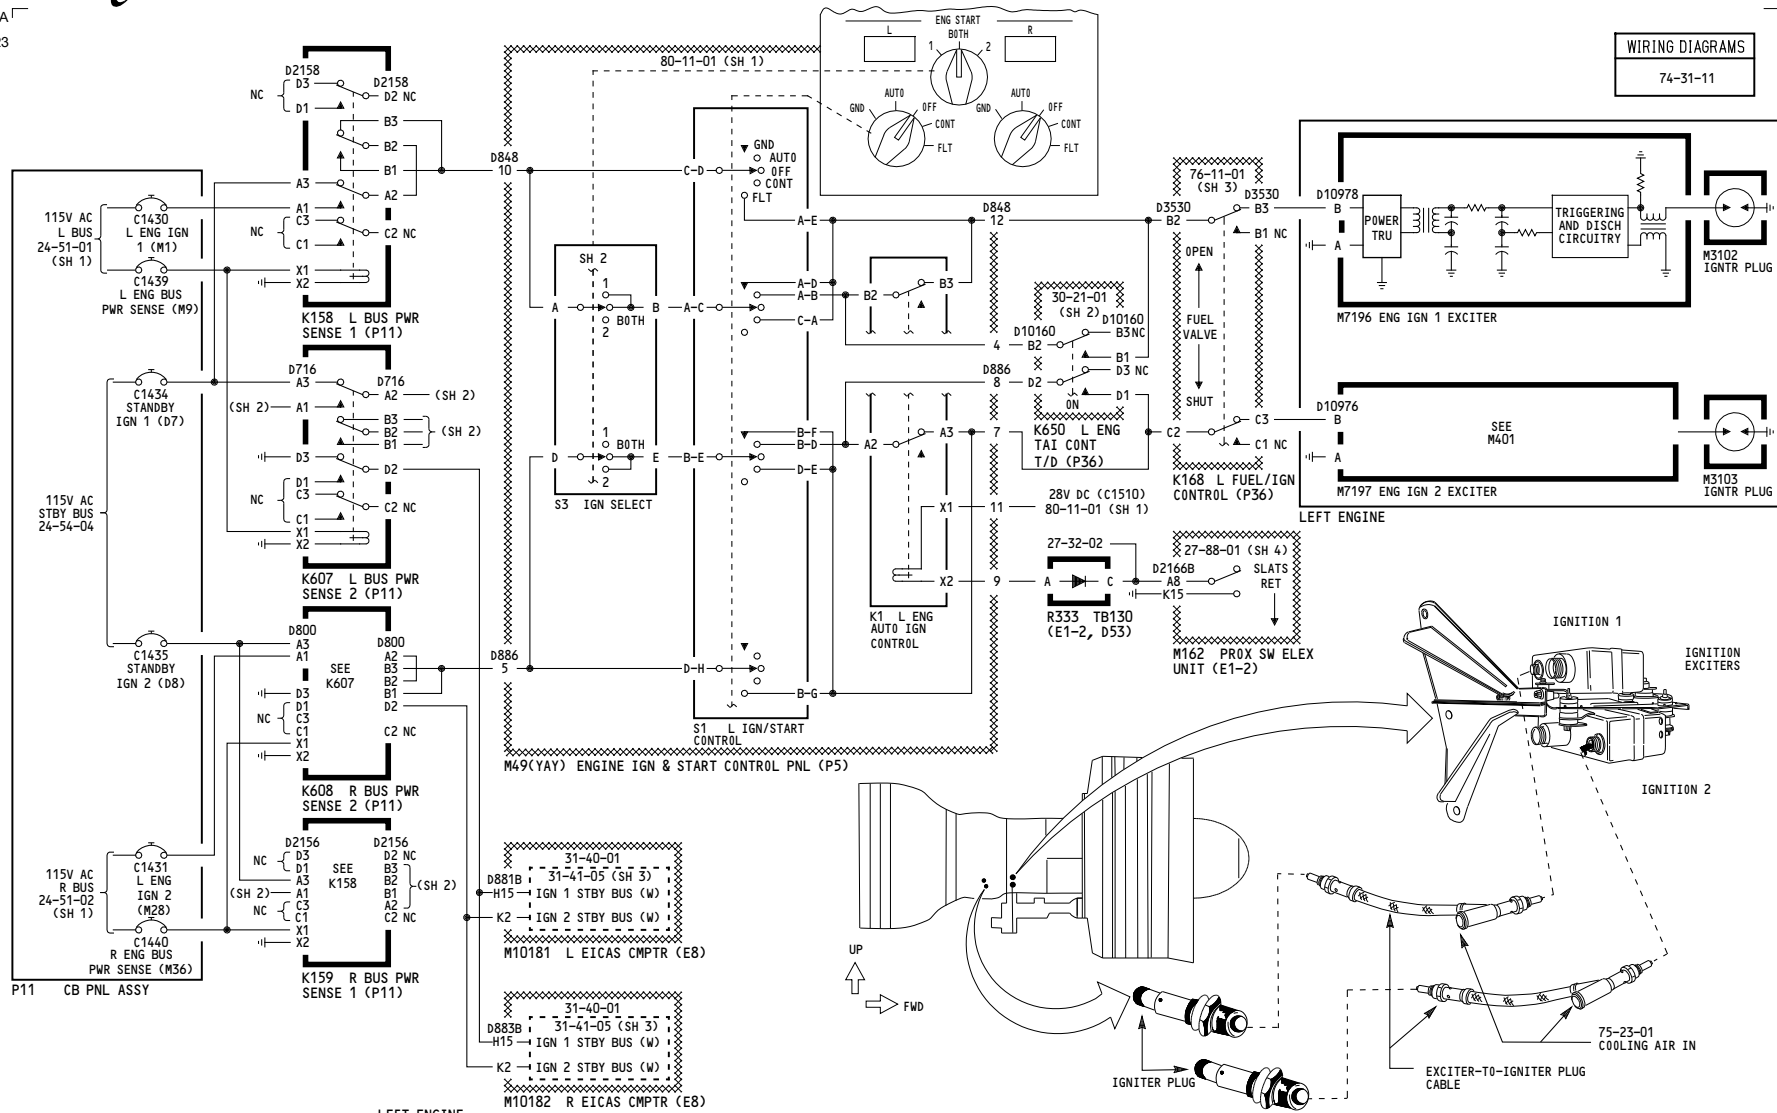 A
23
WIRING DIAGRAMS
74-31-11
ENG START
L
BOTH
R
1
2
AUTO
GND
OFF
CONT
FLT
AUTO
GND
OFF
CONT
FLT
80-11-01 (SH 1)
115V AC
L BUS
24-51-01
(SH 1)
C1430
L ENG IGN
1 (M1)
C1439
L ENG BUS
PWR SENSE (M9)
C1434
STANDBY
IGN 1 (D7)
115V AC
STBY BUS
24-54-04
C1435
STANDBY
IGN 2 (D8)
115V AC
R BUS
24-51-02
(SH 1)
C1431
L ENG
IGN 2
(M28)
C1440
R ENG BUS
PWR SENSE (M36)
P11 CB PNL ASSY
D2158
D3
NC
D1
D2158
D2 NC
B3
B2
B1
A3
A2
A1
C3
NC
C2 NC
C1
X1
X2
K158 L BUS PWR
SENSE 1 (P11)
D716
A3
D716
A2
(SH 2)
(SH 2)
A1
B3
B2
B1
(SH 2)
D3
D2
D1
NC
C3
C2 NC
C1
X1
X2
K607 L BUS PWR
SENSE 2 (P11)
D800
A3
A1
SEE
K607
D800
A2
B3
B2
B1
D2
D3
D1
NC
C3
C1
C2 NC
X1
X2
K608 R BUS PWR
SENSE 2 (P11)
D2156
D3
NC
D1
A3
(SH 2)
A1
NC
C3
C1
X1
X2
SEE
K158
D2156
D2 NC
B3
B2
B1
A2
(SH 2)
C2 NC
K159 R BUS PWR
SENSE 1 (P11)
D848
10
D886
5
SH 2
A
1
BOTH
2
B
D
1
BOTH
2
E
S3 IGN SELECT
C-D
GND
AUTO
OFF
CONT
FLT
A-E
A-C
A-D
A-B
C-A
B-E
B-F
B-D
D-E
D-H
B-G
S1 L IGN/START
CONTROL
M49(YAY) ENGINE IGN & START CONTROL PNL (P5)
B2
B3
A2
A3
X1
X2
K1 L ENG
AUTO IGN
CONTROL
D848
12
4
D886
8
7
11
9
30-21-01
(SH 2)
D10160
B2
D10160
B3NC
B1
D3 NC
D2
D1
ON
K650 L ENG
TAI CONT
T/D (P36)
28V DC (C1510)
80-11-01 (SH 1)
27-32-02
A
C
R333 TB130
(E1-2, D53)
27-88-01 (SH 4)
D2166B
A8
K15
SLATS
RET
M162 PROX SW ELEX
UNIT (E1-2)
76-11-01
(SH 3)
D3530
B2
D3530
B3
B1 NC
OPEN
FUEL
VALVE
SHUT
C2
C3
C1 NC
K168 L FUEL/IGN
CONTROL (P36)
D10978
B
A
POWER
TRU
TRIGGERING
AND DISCH
CIRCUITRY
M7196 ENG IGN 1 EXCITER
M3102
IGNTR PLUG
D10976
B
A
SEE
M401
M7197 ENG IGN 2 EXCITER
M3103
IGNTR PLUG
LEFT ENGINE
D881B
H15
K2
31-40-01
31-41-05 (SH 3)
IGN 1 STBY BUS (W)
IGN 2 STBY BUS (W)
M10181 L EICAS CMPTR (E8)
D883B
H15
K2
31-40-01
31-41-05 (SH 3)
IGN 1 STBY BUS (W)
IGN 2 STBY BUS (W)
M10182 R EICAS CMPTR (E8)
IGNITION 1
IGNITION
EXCITERS
IGNITION 2
UP
FWD
IGNITER PLUG
75-23-01
COOLING AIR IN
EXCITER-TO-IGNITER PLUG
CABLE
LEFT ENGINE